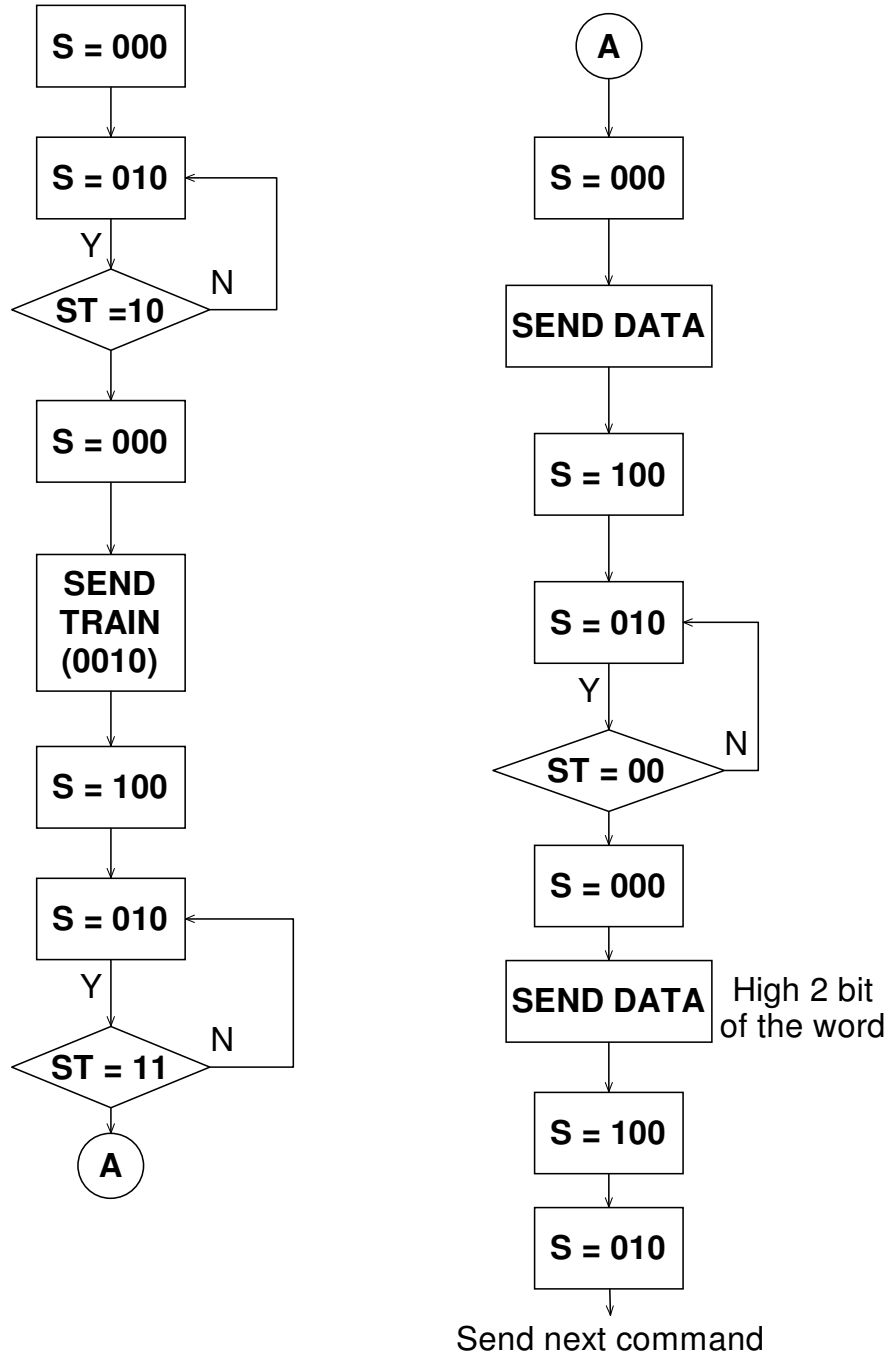 S = 000
S = 010
Y
N
ST =10
S = 000
SEND
TRAIN
(0010)
S = 100
S = 010
Y
N
ST = 11
A
A
S = 000
SEND DATA
S = 100
S = 010
Y
N
ST = 00
S = 000
SEND DATA
High 2 bit
of the word
S = 100
S = 010
Send next command